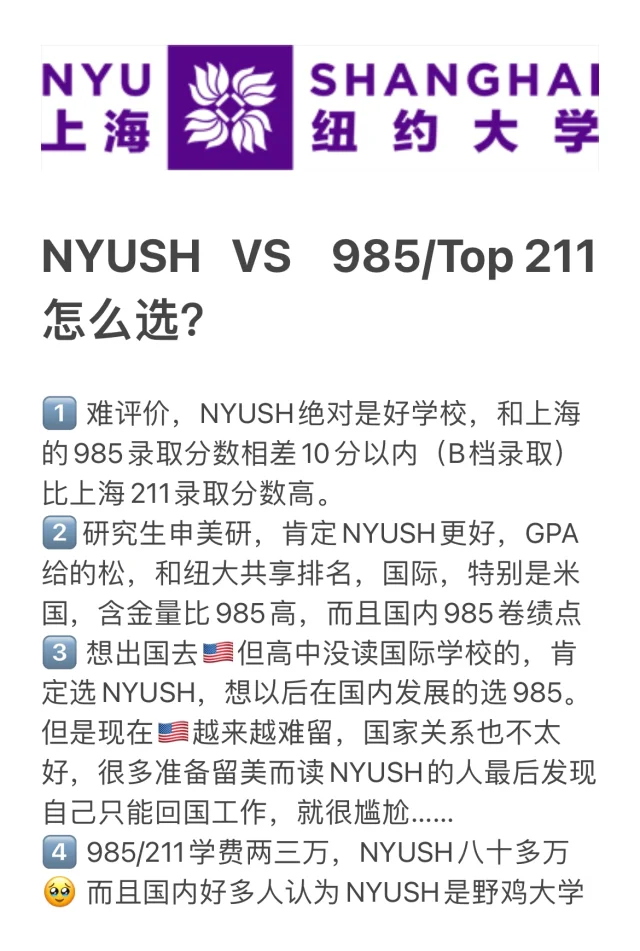 NYU SHANGHAI
上海 纽约大学
NYUSH VS 985/Top 211
怎么选?
1️⃣ 难评价，NYUSH绝对是好学校，和上海
的985录取分数相差10分以内（B档录取）
比上海211录取分数高。
2️⃣ 研究生申美研，肯定NYUSH更好，GPA
给的松，和纽大共享排名，国际，特别是米
国，含金量比985高，而且国内985卷绩点
3️⃣ 想出国去🇺🇸但高中没读国际学校的，肯
定选NYUSH，想以后在国内发展的选985。
但是现在🇺🇸越来越难留，国家关系也不太
好，很多准备留美而读NYUSH的人最后发现
自己只能回国工作，就很尴尬......
4️⃣ 985/211学费两三万，NYUSH八十多万
🥹 而且国内好多人认为NYUSH是野鸡大学